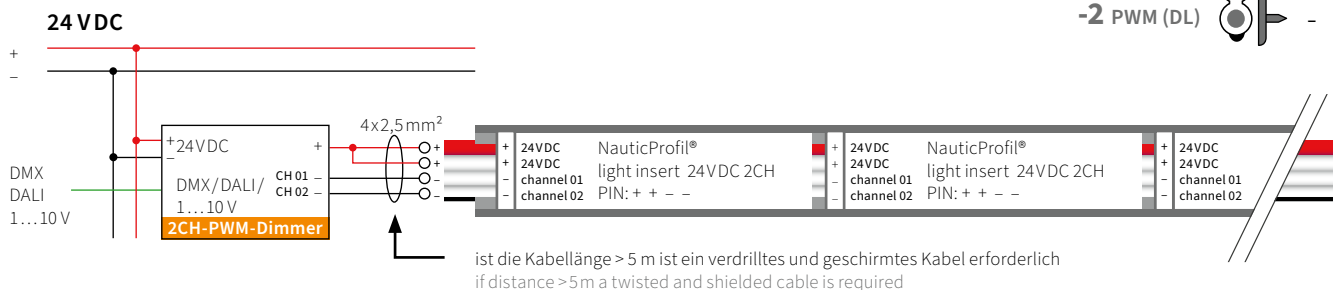 24 V DC
-2 PWM (DL)
–
+
–
4x2,5mm²
+24VDC
–
+
DMX
DALI
1…10 V
DMX/DALI/
1…10 V
CH 01 –
CH 02 –
2CH-PWM-Dimmer
+
+
–
–
+ 24VDC
+ 24VDC
– channel 01
– channel 02
NauticProfil®
light insert 24VDC 2CH
PIN: + + – –
+ 24VDC
+ 24VDC
– channel 01
– channel 02
NauticProfil®
light insert 24VDC 2CH
PIN: + + – –
+ 24VDC
+ 24VDC
– channel 01
– channel 02
ist die Kabellänge > 5 m ist ein verdrilltes und geschirmtes Kabel erforderlich
if distance >5m a twisted and shielded cable is required